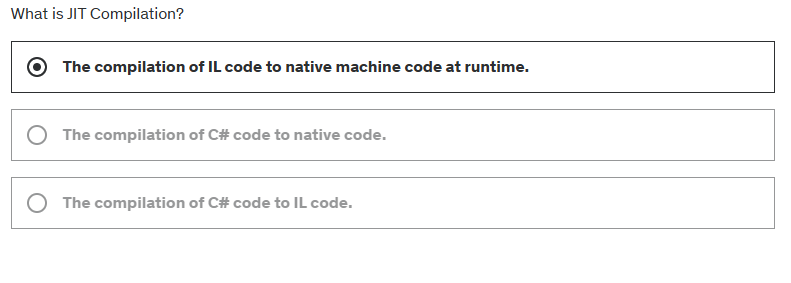 What is JIT Compilation?
The compilation of IL code to native machine code at runtime.
The compilation of C# code to native code.
The compilation of C# code to IL code.